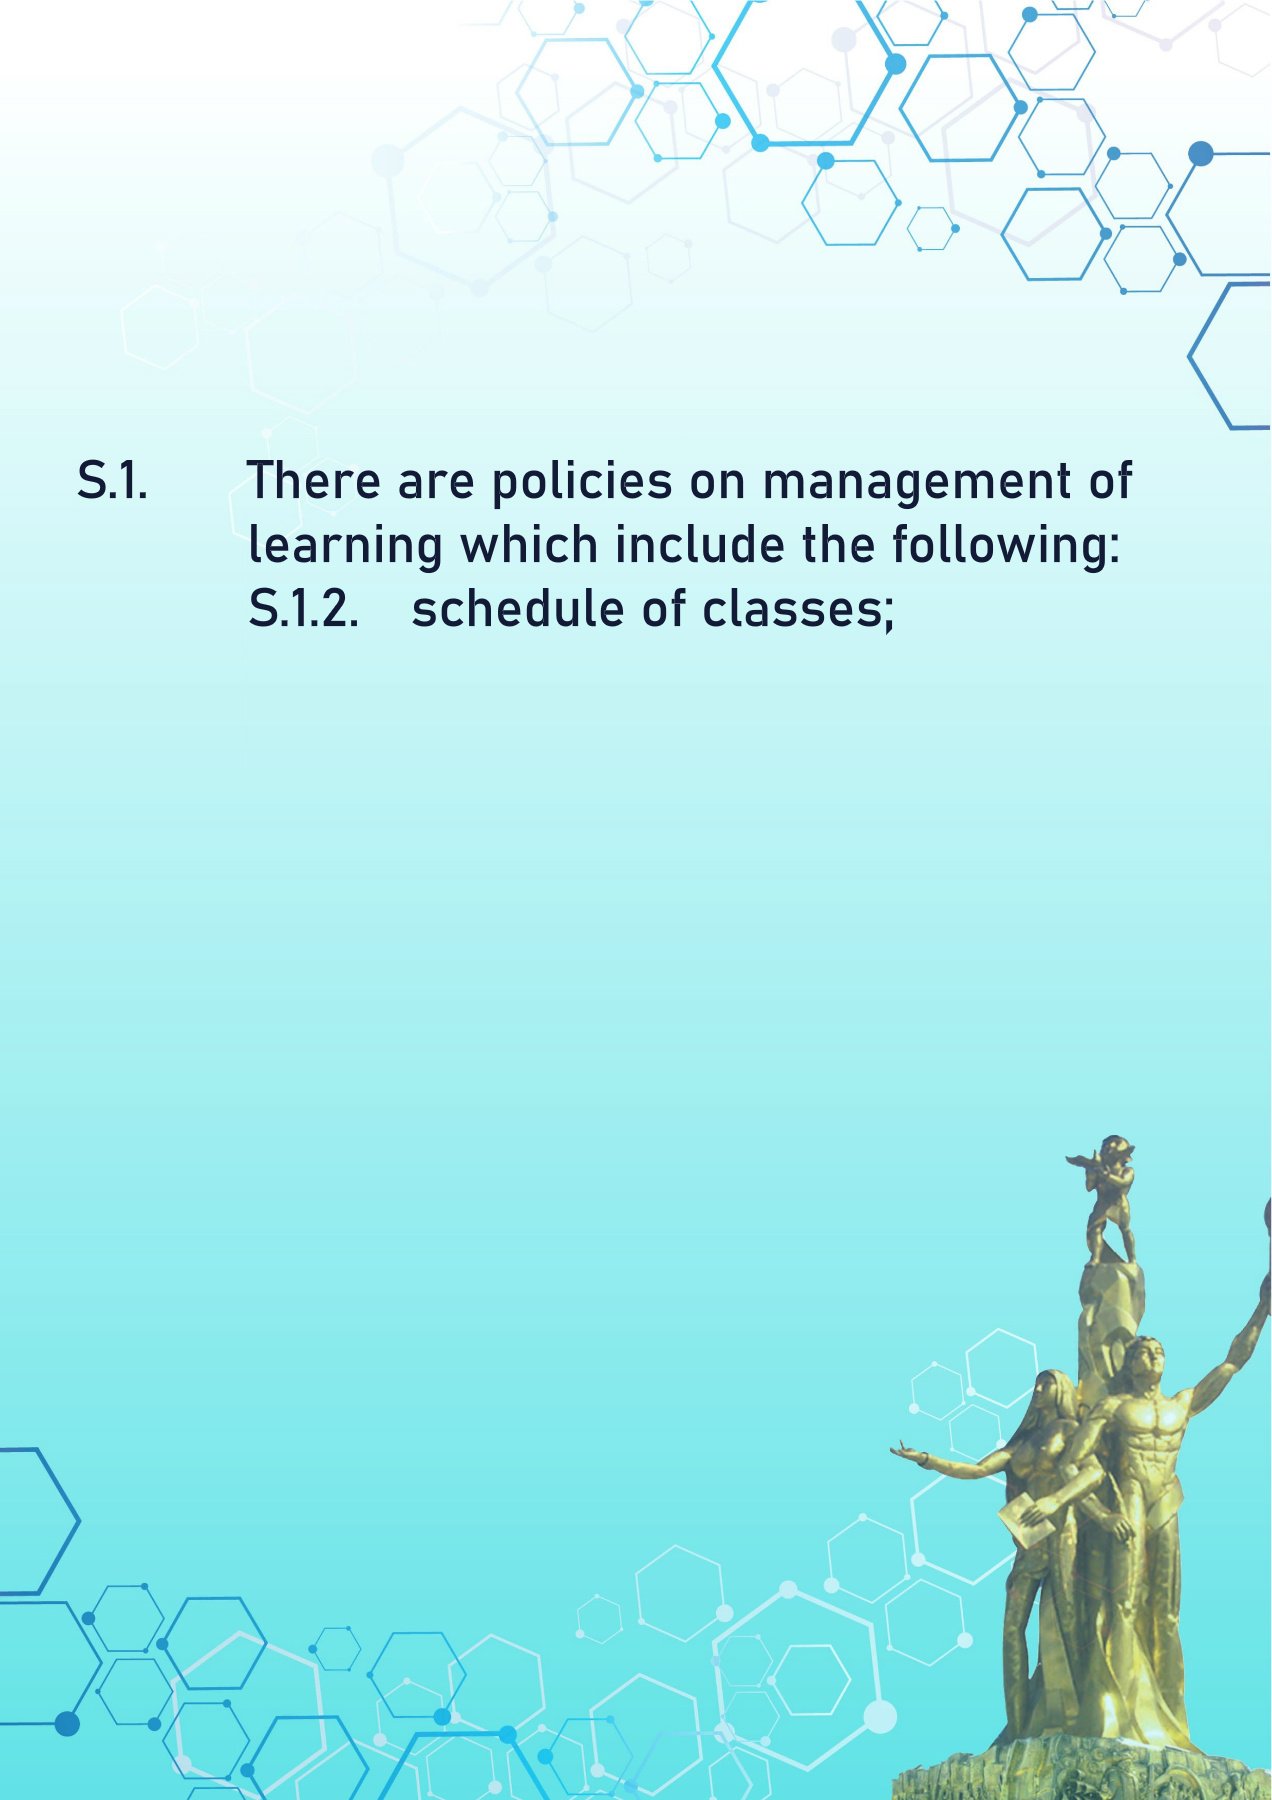 S.1. There are policies on management of
learning which include the following:
S.1.2. schedule of classes;